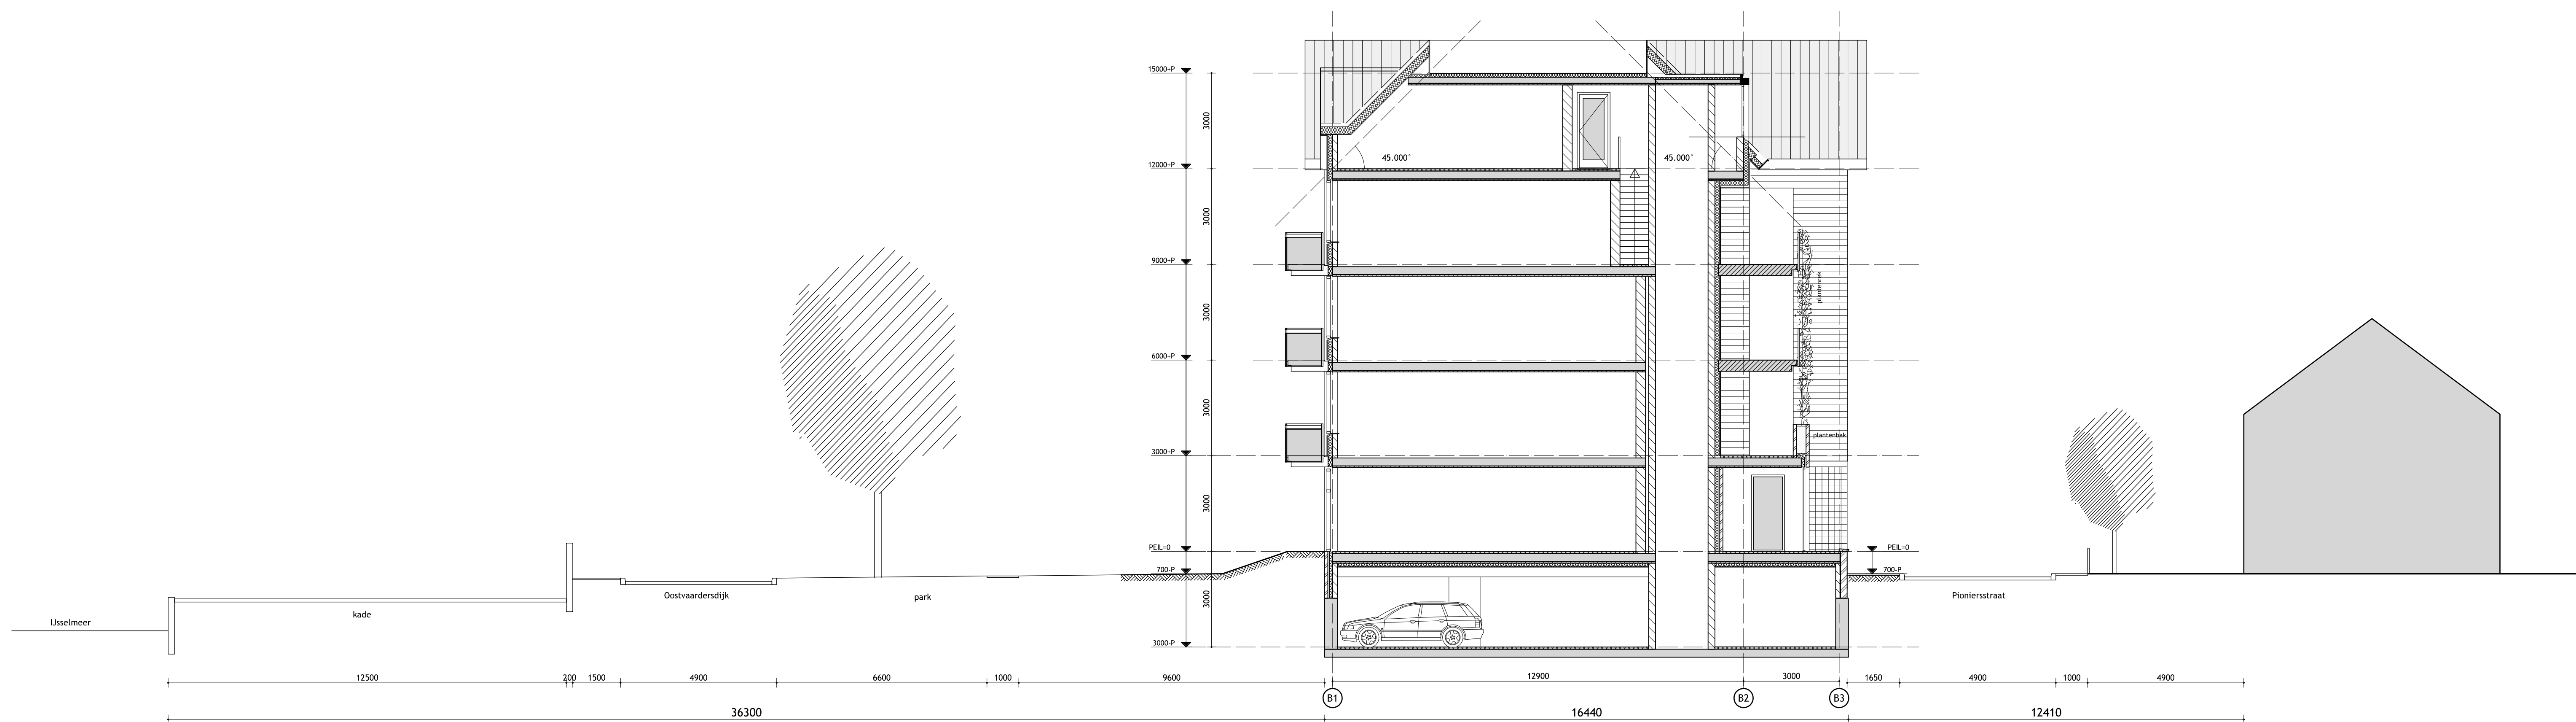 15000+P
3000
45.000°
45.000°
12000+P
3000
9000+P
plantenrek
3000
6000+P
3000
plantenbak
3000+P
3000
PEIL=0
PEIL=0
700-P
700-P
Oostvaardersdijk
park
Pioniersstraat
3000
kade
IJsselmeer
3000-P
12500
200
1500
4900
6600
1000
9600
12900
3000
1650
4900
1000
4900
B1
B2
B3
36300
16440
12410